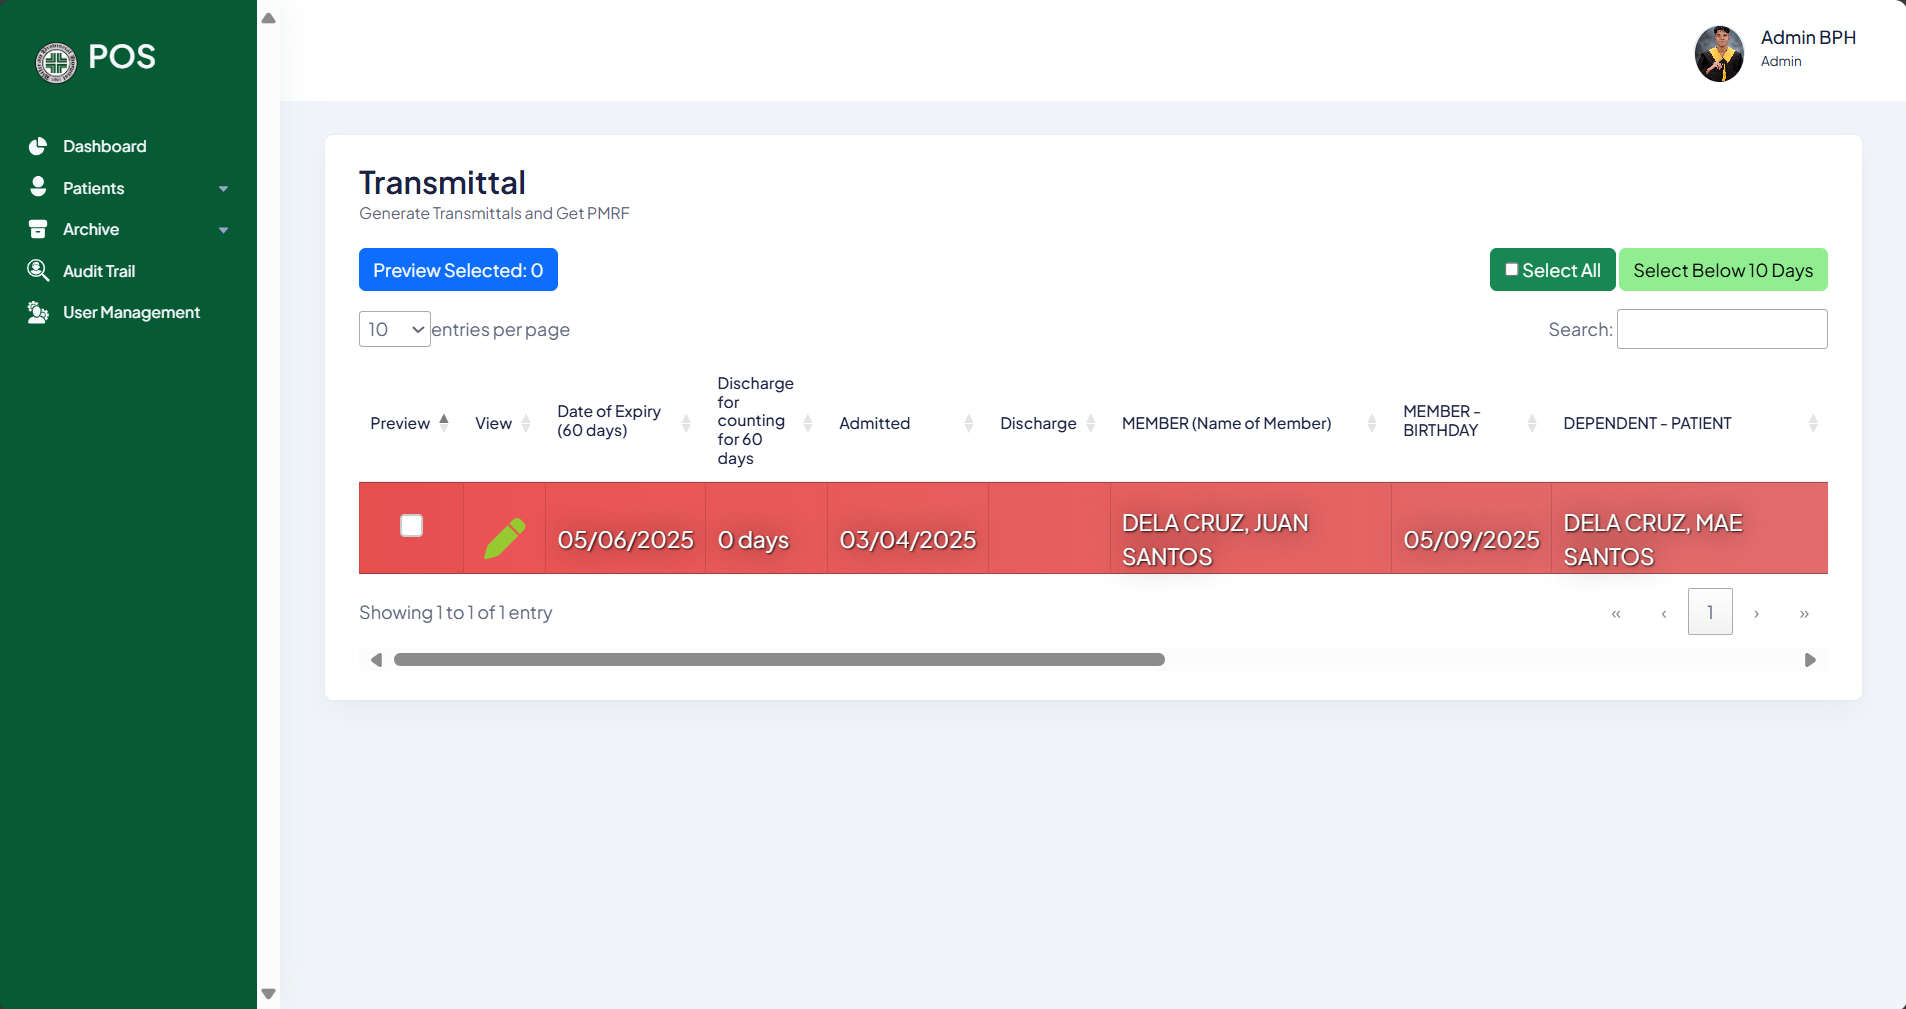 POS
Admin BPH
Admin
Dashboard
Patients
Archive
Audit Trail
User Management
Transmittal
Generate Transmittals and Get PMRF
Preview Selected: 0
Select All
Select Below 10 Days
10
entries per page
Search:
Preview
View
Date of Expiry
(60 days)
Discharge
for
counting
for 60
days
Admitted
Discharge
MEMBER (Name of Member)
MEMBER -
BIRTHDAY
DEPENDENT - PATIENT
05/06/2025
0 days
03/04/2025
DELA CRUZ, JUAN
SANTOS
05/09/2025
DELA CRUZ, MAE
SANTOS
Showing 1 to 1 of 1 entry
« ‹ 1 › »